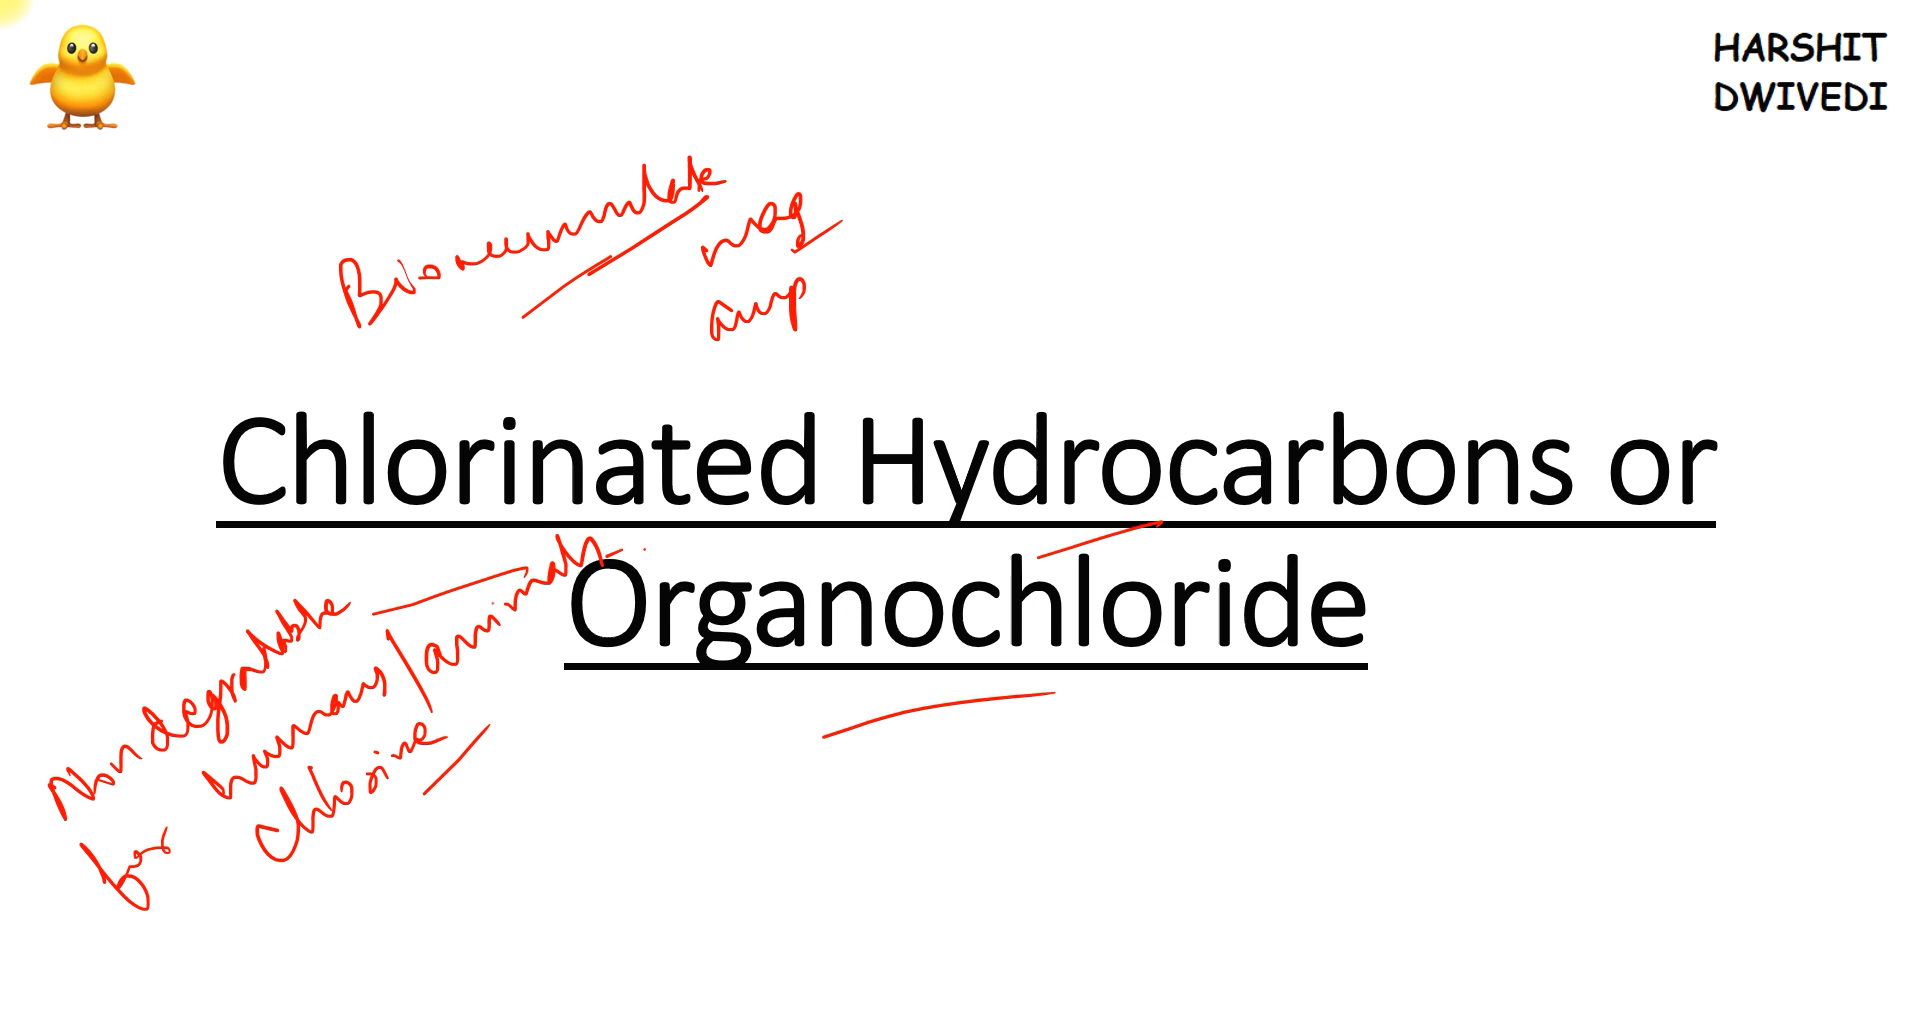 HARSHIT
DWIVEDI
Bioaccumulate
mag
amp
Chlorinated Hydrocarbons or
Organochloride
Non degradable
for humans/animals
Chlorine